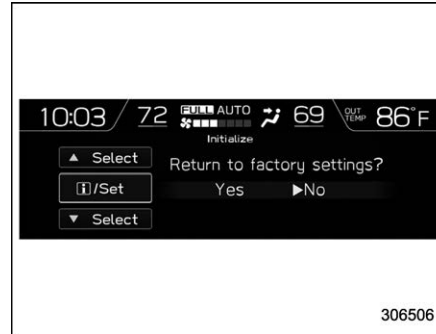 10:03 72 FULL AUTO 69 OUT TEMP 86°F
Initialize
▲ Select
Return to factory settings?
i/Set
Yes ▶No
▼ Select
306506